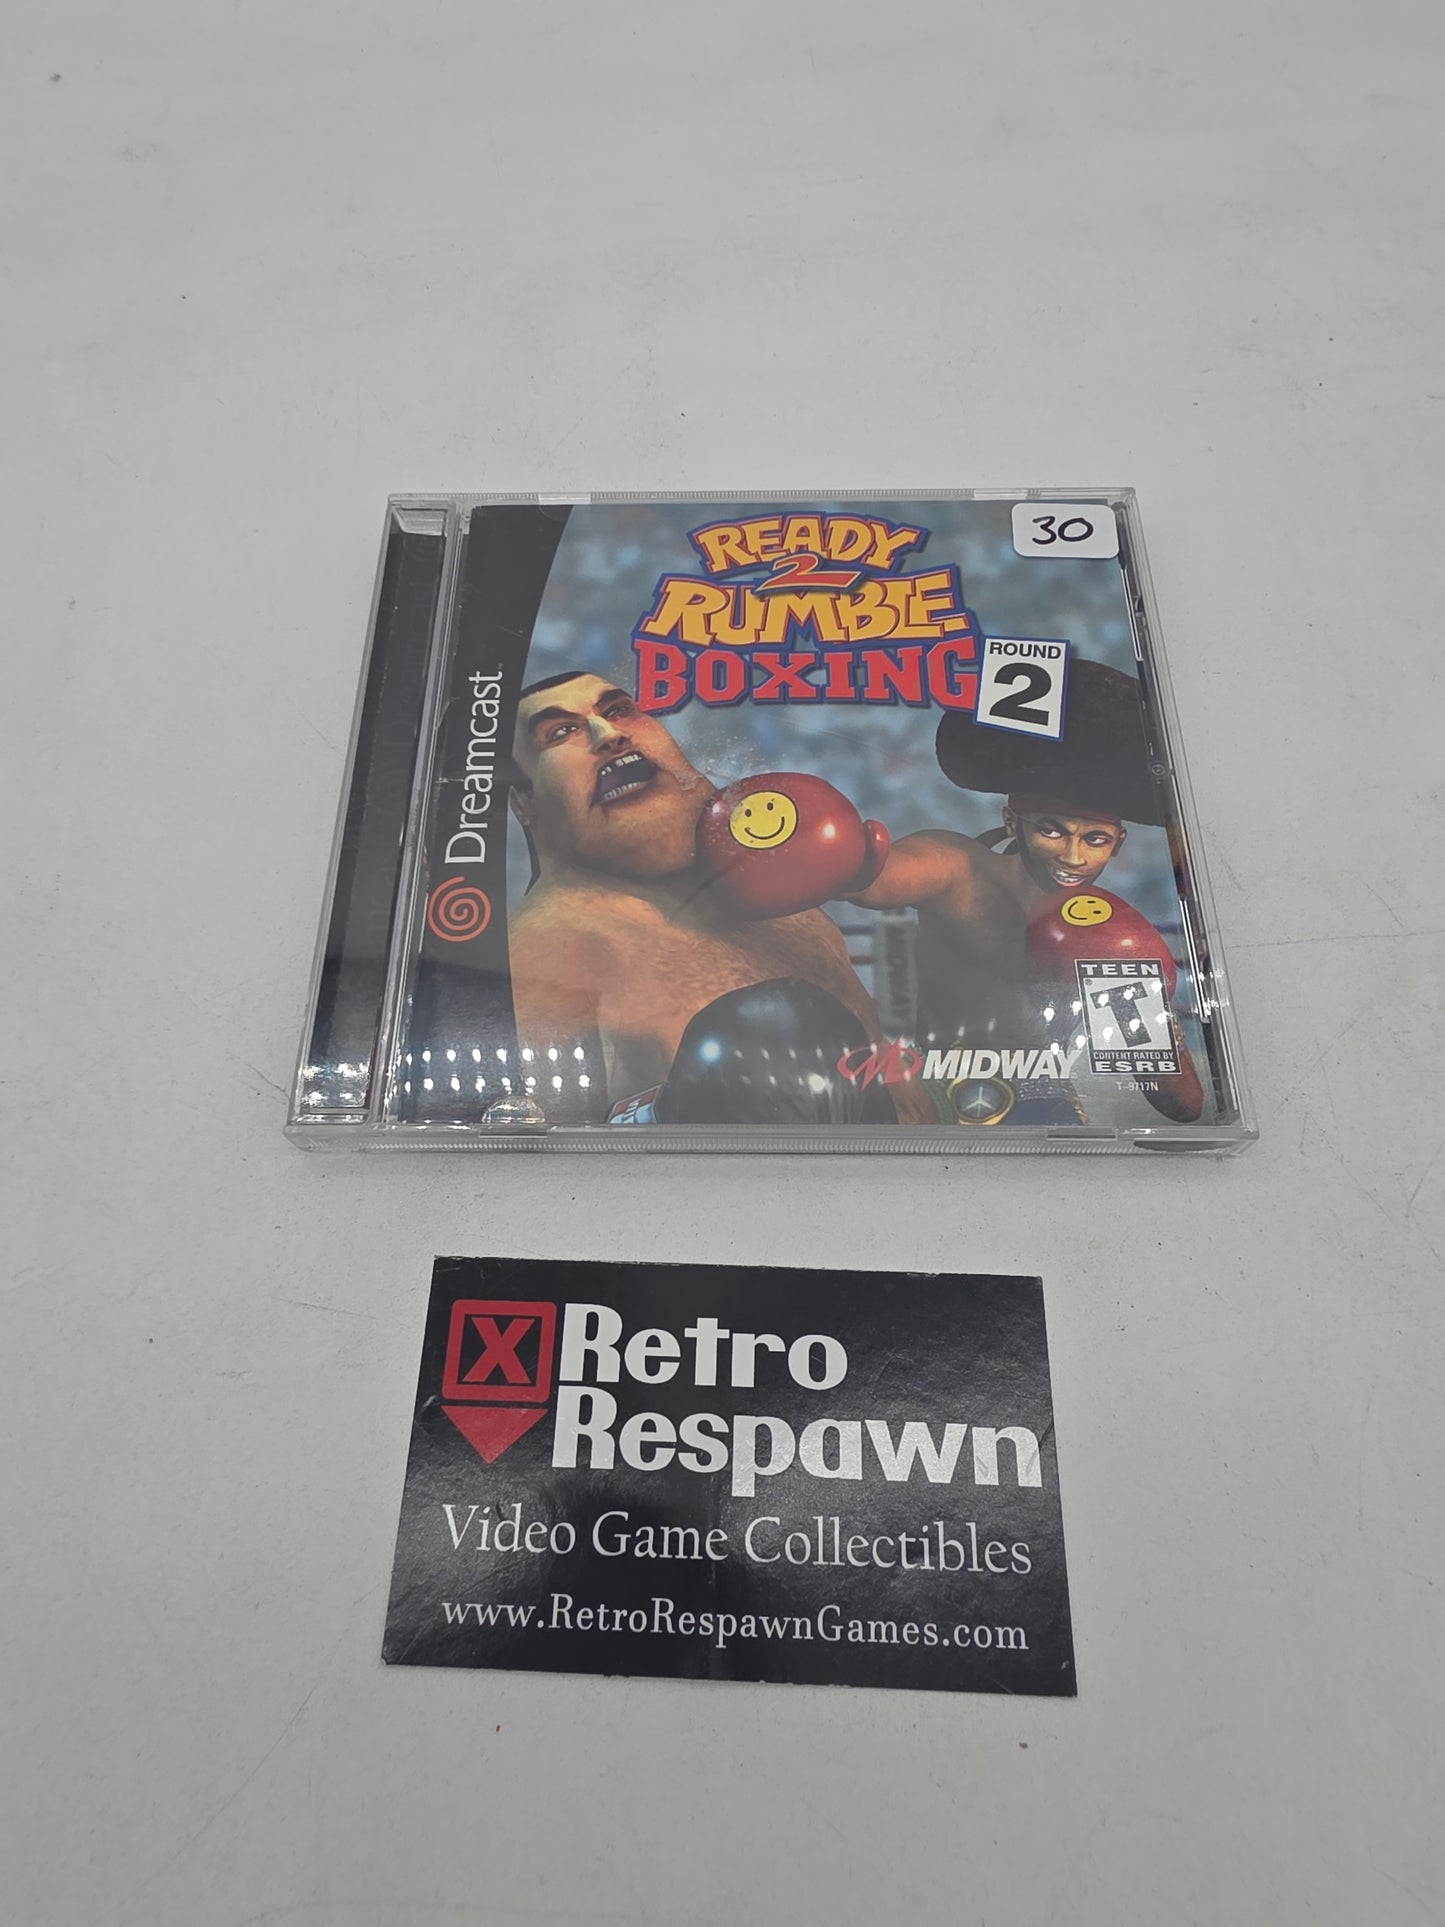 30
READY
2
RUMBLE
BOXING
ROUND
2
Dreamcast
TEEN
T
CONTENT RATED BY
ESRB
T-9717N
MIDWAY
X Retro
Respawn
Video Game Collectibles
www.RetroRespawnGames.com